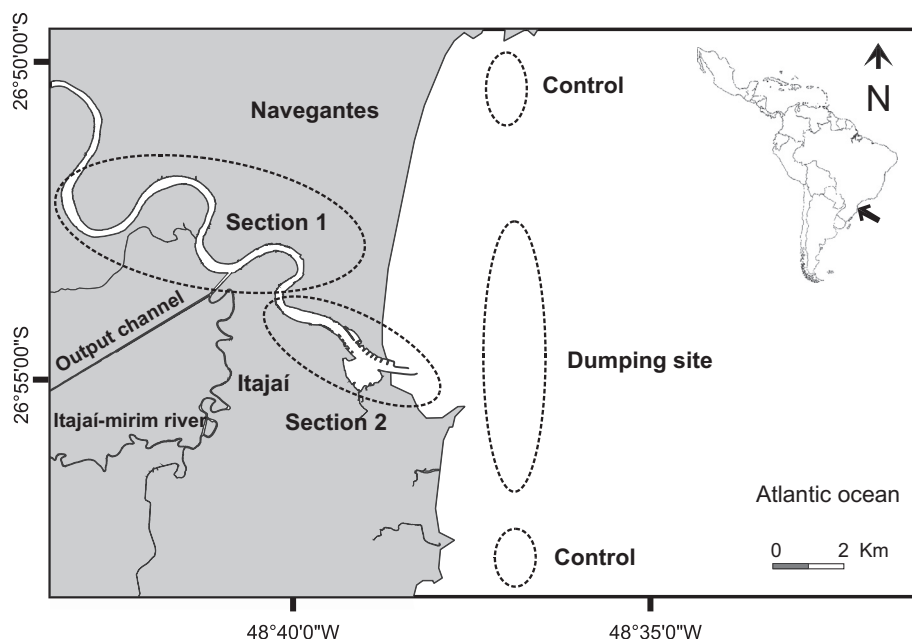 26°50'00"S
Control
Navegantes
N
Section 1
Output channel
Dumping site
26°55'00"S
Itajaí
Itajaí-mirim river
Section 2
Atlantic ocean
0 2 Km
Control
48°40'0"W
48°35'0"W